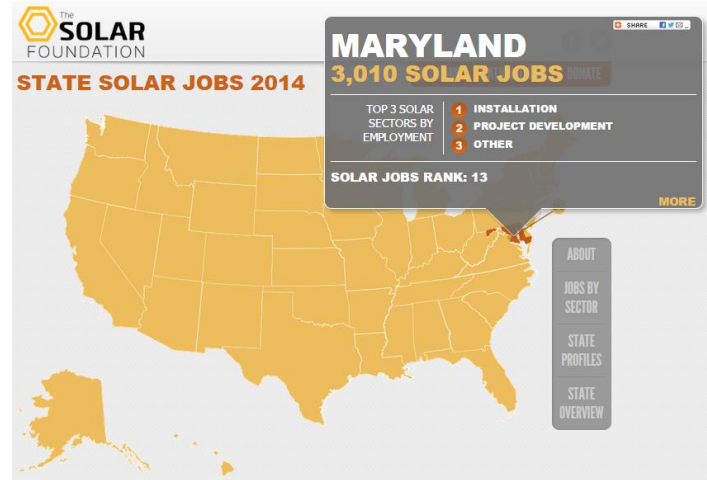 The
SOLAR
FOUNDATION
STATE SOLAR JOBS 2014
SHARE
MARYLAND
3,010 SOLAR JOBS
DONATE
TOP 3 SOLAR
SECTORS BY
EMPLOYMENT
1 INSTALLATION
2 PROJECT DEVELOPMENT
3 OTHER
SOLAR JOBS RANK: 13
MORE
ABOUT
JOBS BY
SECTOR
STATE
PROFILES
STATE
OVERVIEW